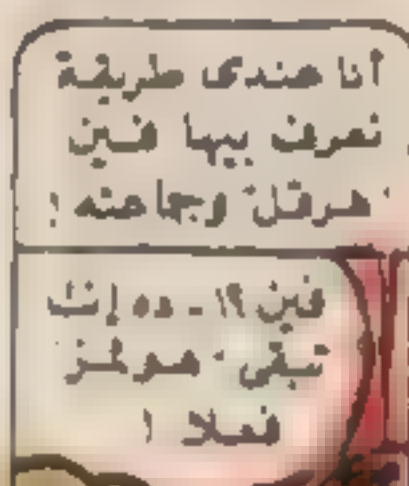 أنا عندى طريقة
نعرف بيها فين
"هرقل" وجماعته !
فين ؟! - ده إنت
تبقى "هولمز"
فعلا !